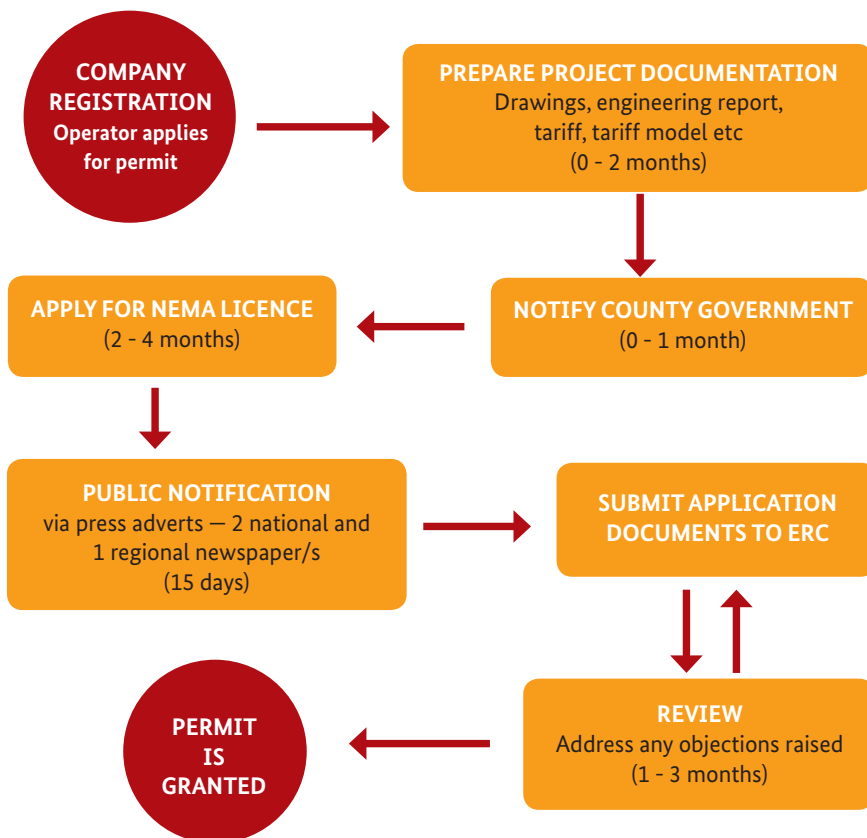 COMPANY
REGISTRATION
Operator applies
for permit
PREPARE PROJECT DOCUMENTATION
Drawings, engineering report,
tariff, tariff model etc
(0 - 2 months)
NOTIFY COUNTY GOVERNMENT
(0 - 1 month)
APPLY FOR NEMA LICENCE
(2 - 4 months)
PUBLIC NOTIFICATION
via press adverts — 2 national and
1 regional newspaper/s
(15 days)
SUBMIT APPLICATION
DOCUMENTS TO ERC
REVIEW
Address any objections raised
(1 - 3 months)
PERMIT
IS
GRANTED